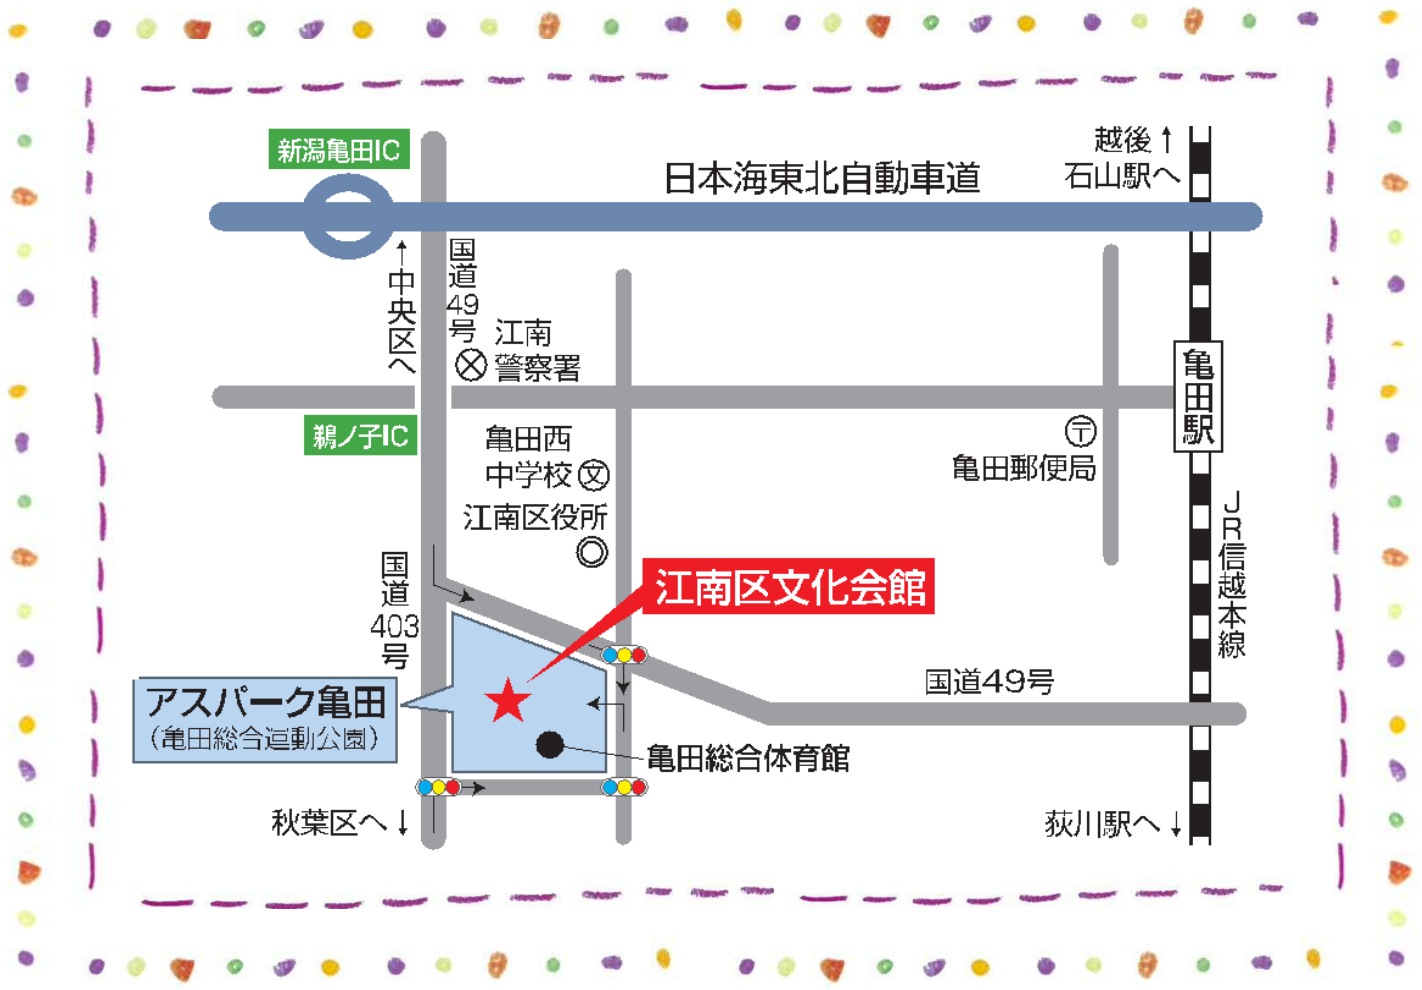 新潟亀田IC
日本海東北自動車道
越後↑
石山駅へ
国道49号
↑中央区へ
江南
警察署
鵜ノ子IC
亀田駅
亀田西
中学校 文
〒
亀田郵便局
江南区役所
JR信越本線
国道403号
江南区文化会館
アスパーク亀田
（亀田総合運動公園）
国道49号
亀田総合体育館
秋葉区へ↓
荻川駅へ↓